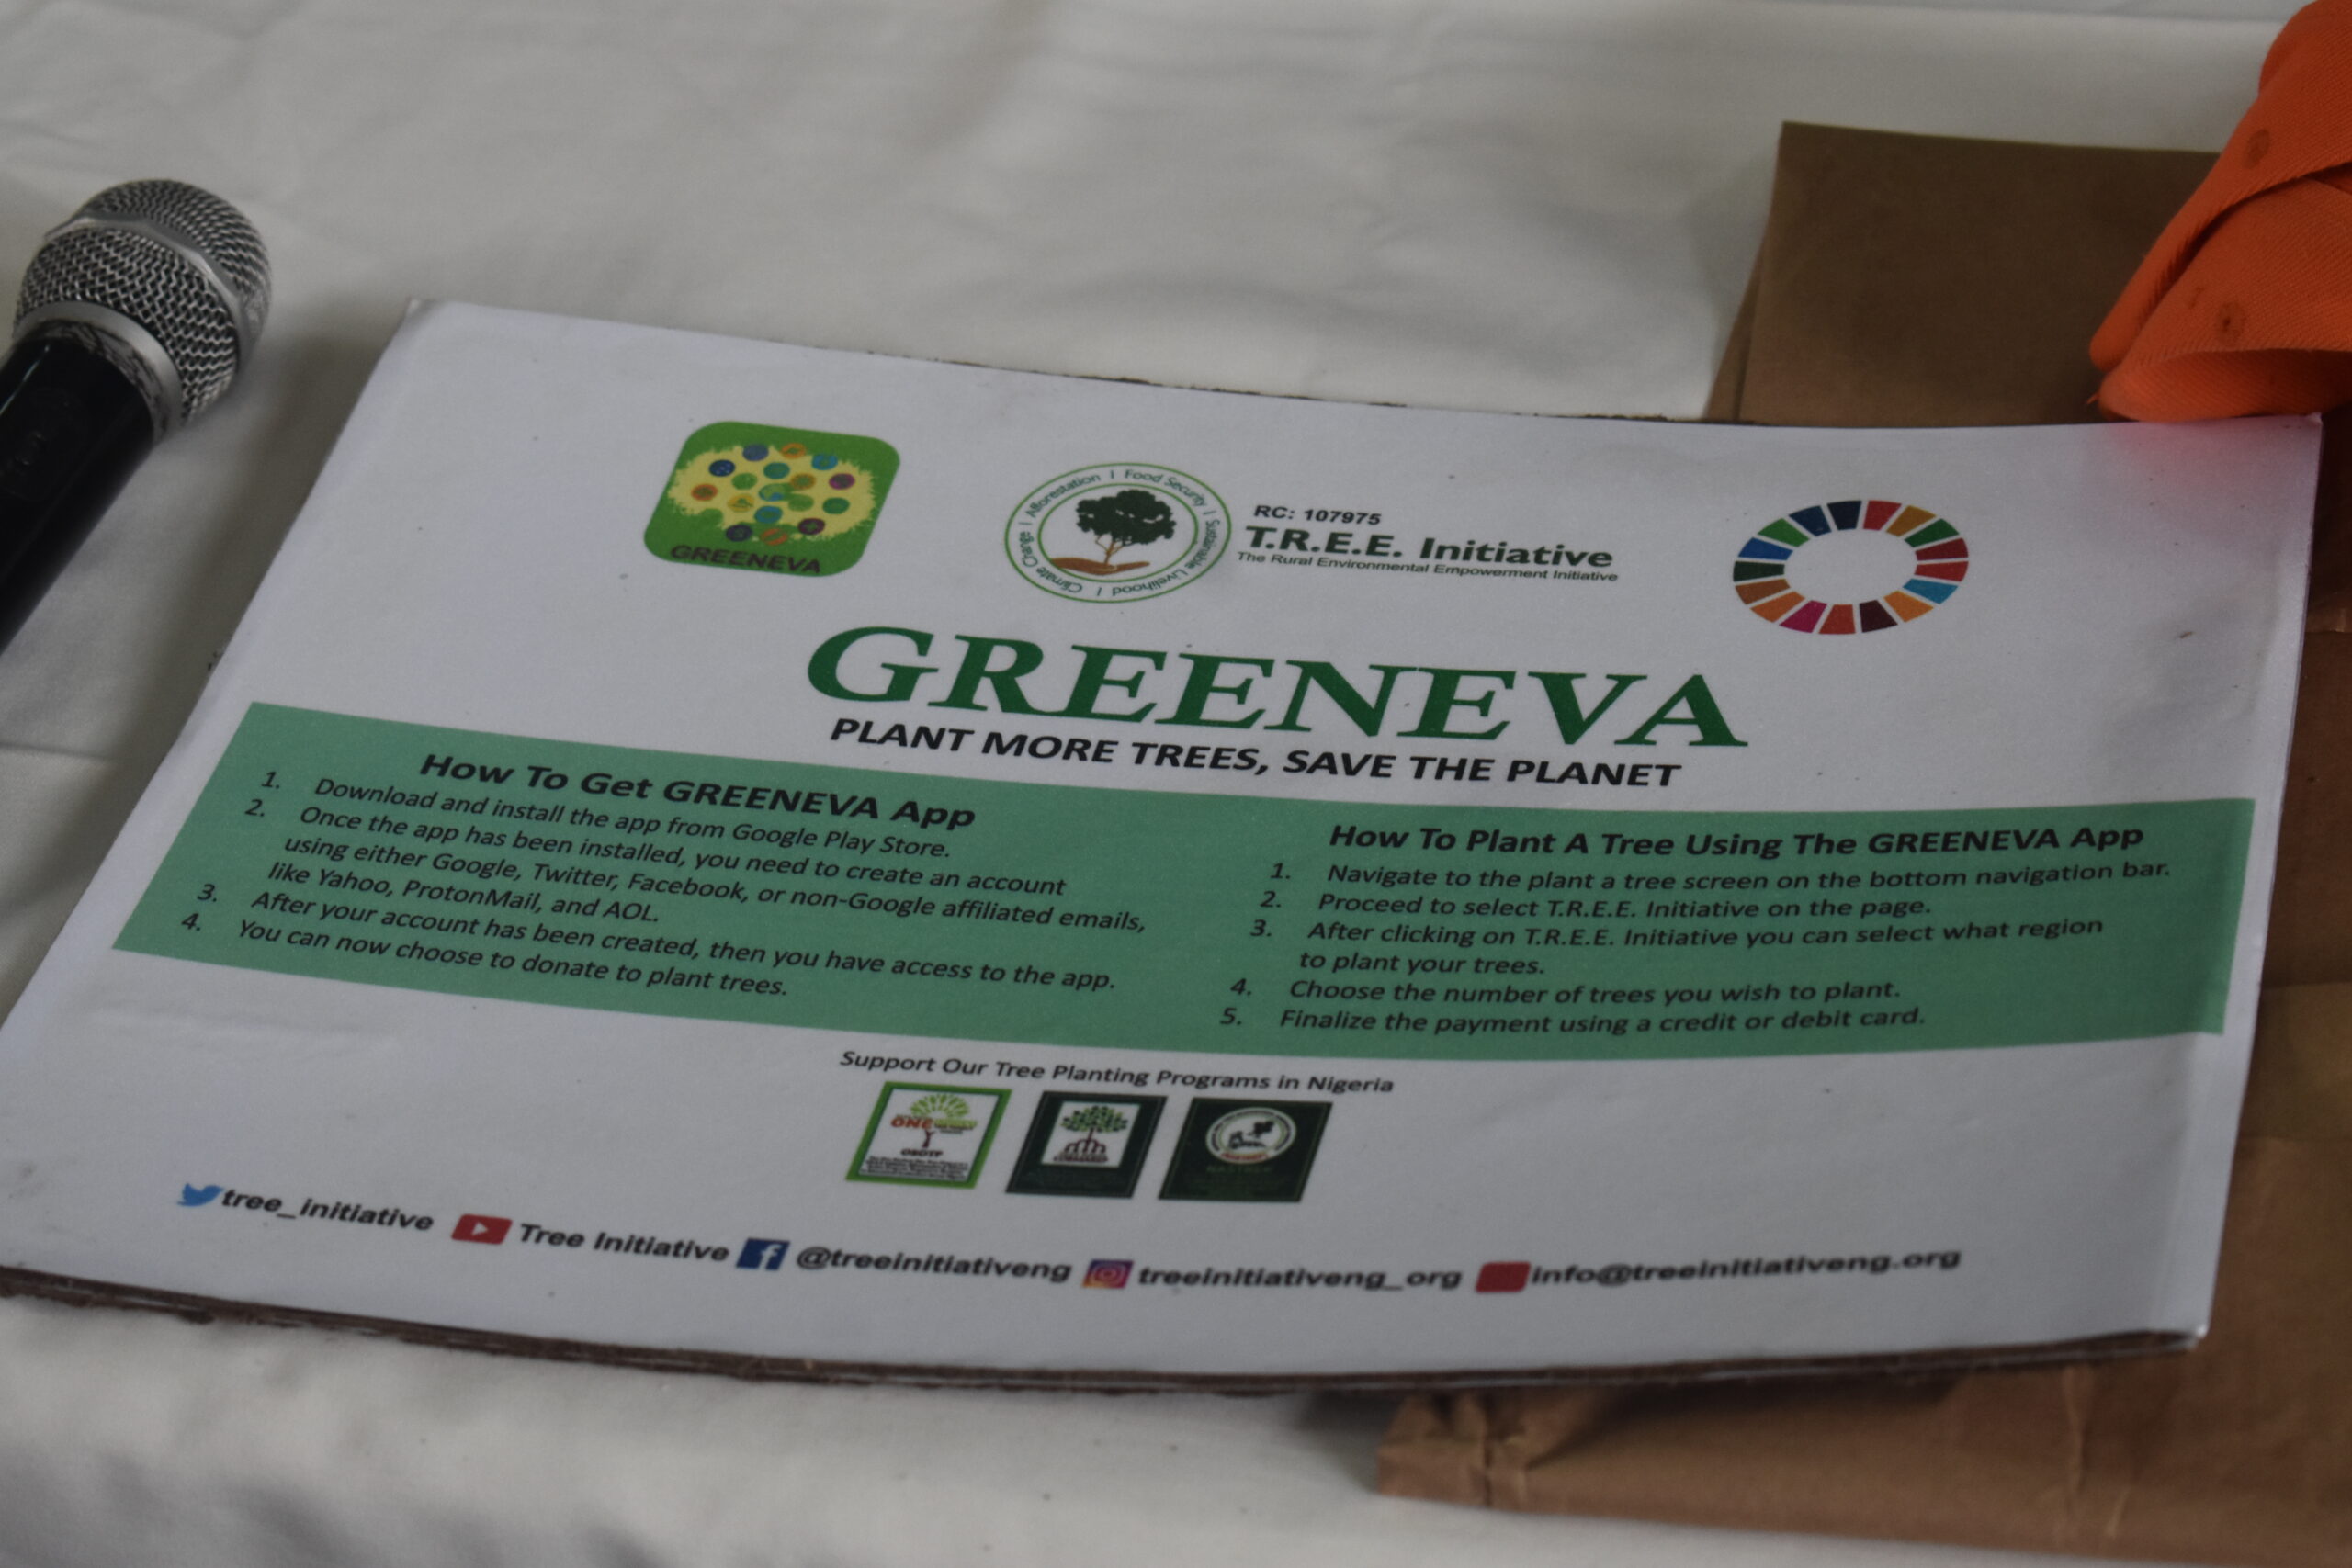 GREENEVA
Climate Change | Afforestation | Food Security | Sustainable Livelihood |
RC: 107975
T.R.E.E. Initiative
The Rural Environmental Empowerment Initiative
GREENEVA
PLANT MORE TREES, SAVE THE PLANET
How To Get GREENEVA App
1. Download and install the app from Google Play Store.
2. Once the app has been installed, you need to create an account
using either Google, Twitter, Facebook, or non-Google affiliated emails,
like Yahoo, ProtonMail, and AOL.
3. After your account has been created, then you have access to the app.
4. You can now choose to donate to plant trees.
How To Plant A Tree Using The GREENEVA App
1. Navigate to the plant a tree screen on the bottom navigation bar.
2. Proceed to select T.R.E.E. Initiative on the page.
3. After clicking on T.R.E.E. Initiative you can select what region
to plant your trees.
4. Choose the number of trees you wish to plant.
5. Finalize the payment using a credit or debit card.
Support Our Tree Planting Programs in Nigeria
ONE
OSOTP
tree_initiative Tree Initiative @treeinitiativeng treeinitiativeng_org info@treeinitiativeng.org